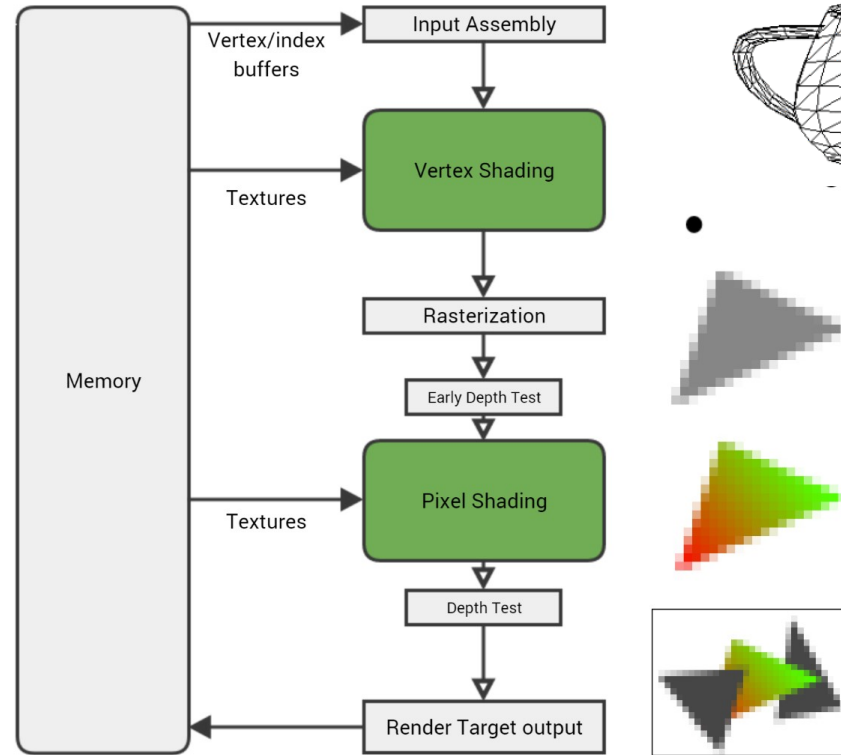 Input Assembly
Vertex/index
buffers
Vertex Shading
Textures
Rasterization
Memory
Early Depth Test
Pixel Shading
Textures
Depth Test
Render Target output